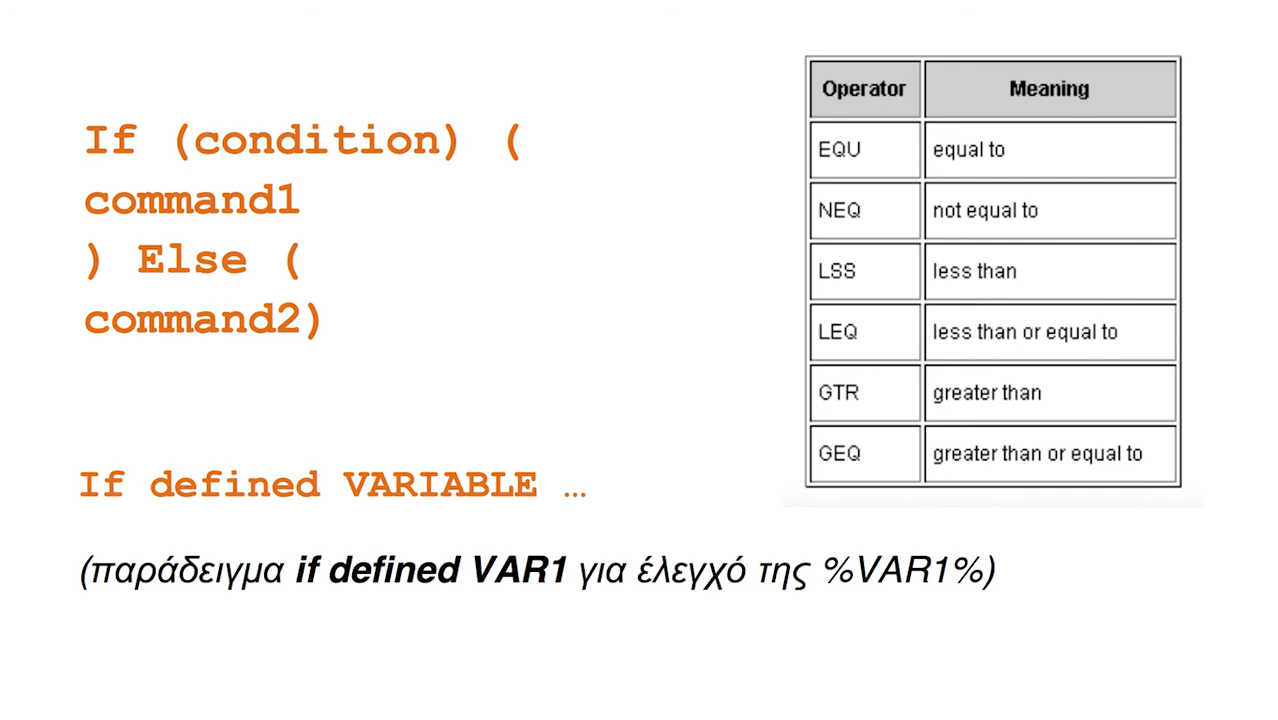 If (condition) (
command1
) Else (
command2)
If defined VARIABLE …
(παράδειγμα if defined VAR1 για έλεγχό της %VAR1%)
Operator Meaning
EQU equal to
NEQ not equal to
LSS less than
LEQ less than or equal to
GTR greater than
GEQ greater than or equal to